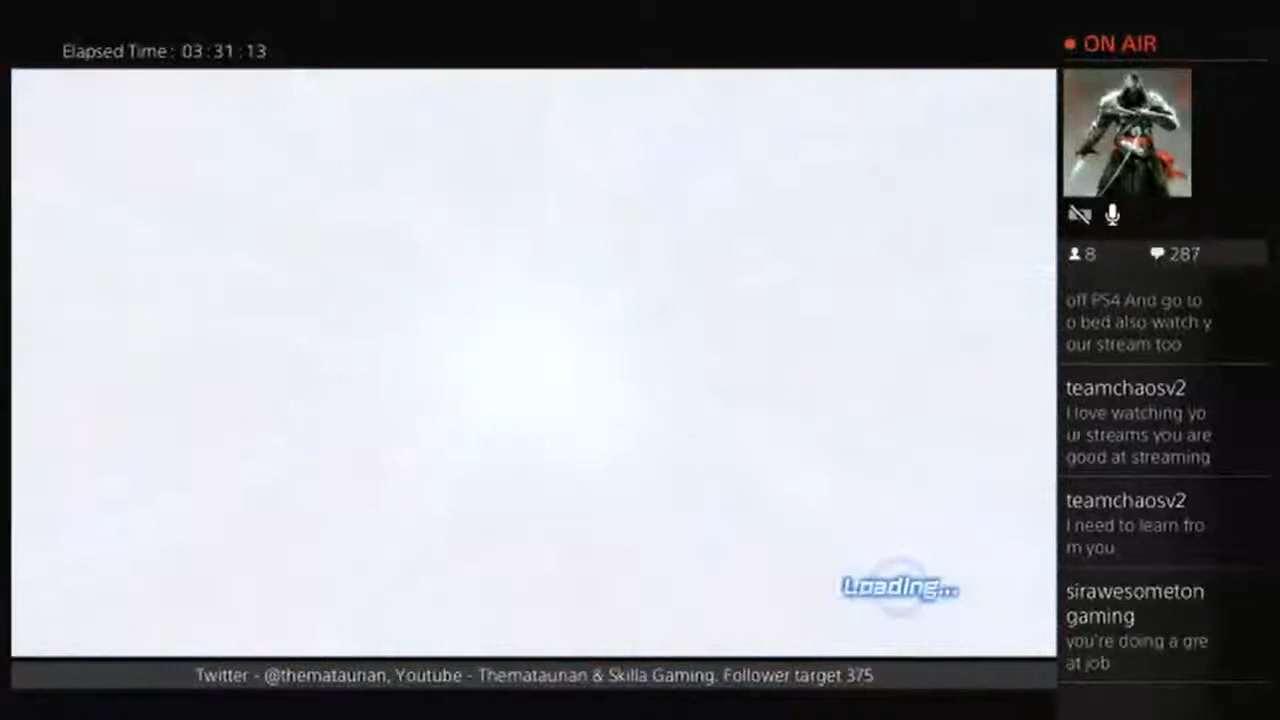 Elapsed Time: 03:31:13
ON AIR
8
287
off PS4 And go to
o bed also watch y
our stream too
teamchaosv2
I love watching yo
ur streams you are
good at streaming
teamchaosv2
I need to learn fro
m you
sirawesometon
gaming
you're doing a gre
at job
Loading...
Twitter - @themataunan, Youtube - Themataunan & Skilla Gaming. Follower target 375